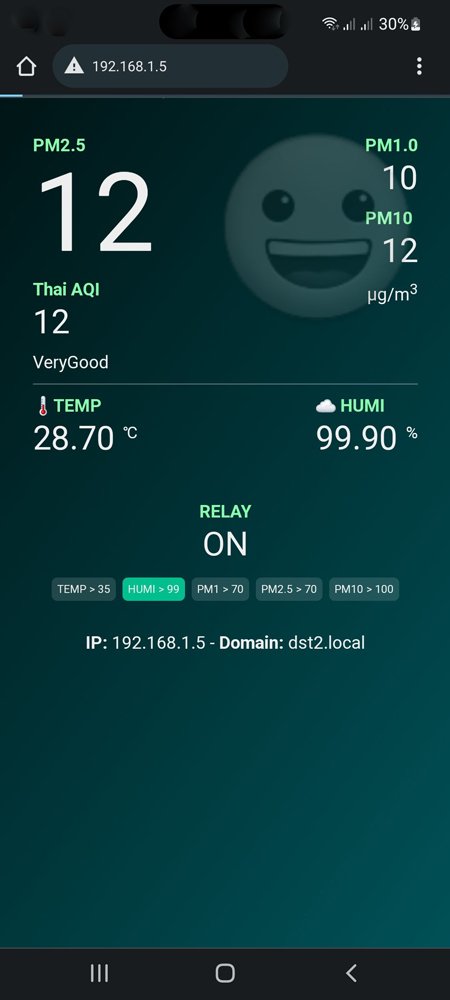 30%
192.168.1.5
PM2.5
12
PM1.0
10
PM10
12
µg/m³
Thai AQI
12
VeryGood
TEMP
28.70 °C
HUMI
99.90 %
RELAY
ON
TEMP > 35 HUMI > 99 PM1 > 70 PM2.5 > 70 PM10 > 100
IP: 192.168.1.5 - Domain: dst2.local